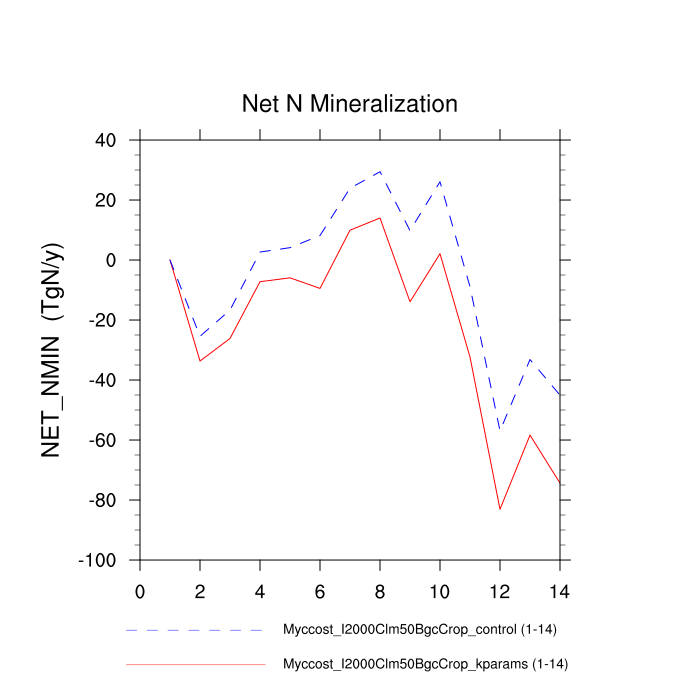 Net N Mineralization
NET_NMIN (TgN/y)
40
20
0
-20
-40
-60
-80
-100
0 2 4 6 8 10 12 14
Myccost_I2000Clm50BgcCrop_control (1-14)
Myccost_I2000Clm50BgcCrop_kparams (1-14)